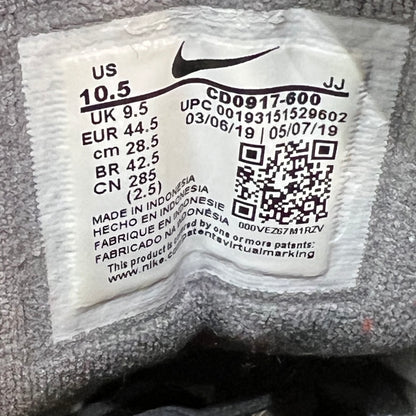 US
10.5
UK 9.5
EUR 44.5
cm 28.5
BR 42.5
CN 285
(2.5)
JJ
CD0917-600
UPC 00193151529602
03/06/19 05/07/19
000VEZ67M1RZV
MADE IN INDONESIA
HECHO EN INDONESIA
FABRIQUE EN INDONESIE
FABRICADO NA INDONÉSIA
This product is covered by one or more patents:
www.nike.com/patentsvirtualmarking